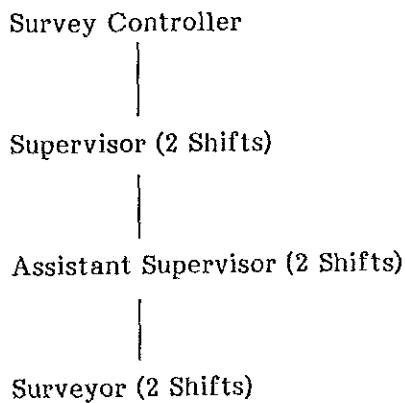 Survey Controller
Supervisor (2 Shifts)
Assistant Supervisor (2 Shifts)
Surveyor (2 Shifts)